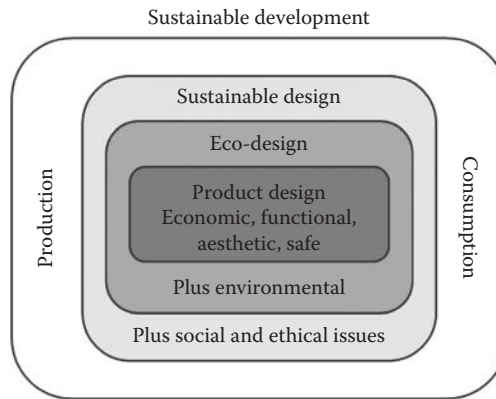 Sustainable development
Sustainable design
Eco-design
Product design
Economic, functional,
aesthetic, safe
Plus environmental
Plus social and ethical issues
Production
Consumption